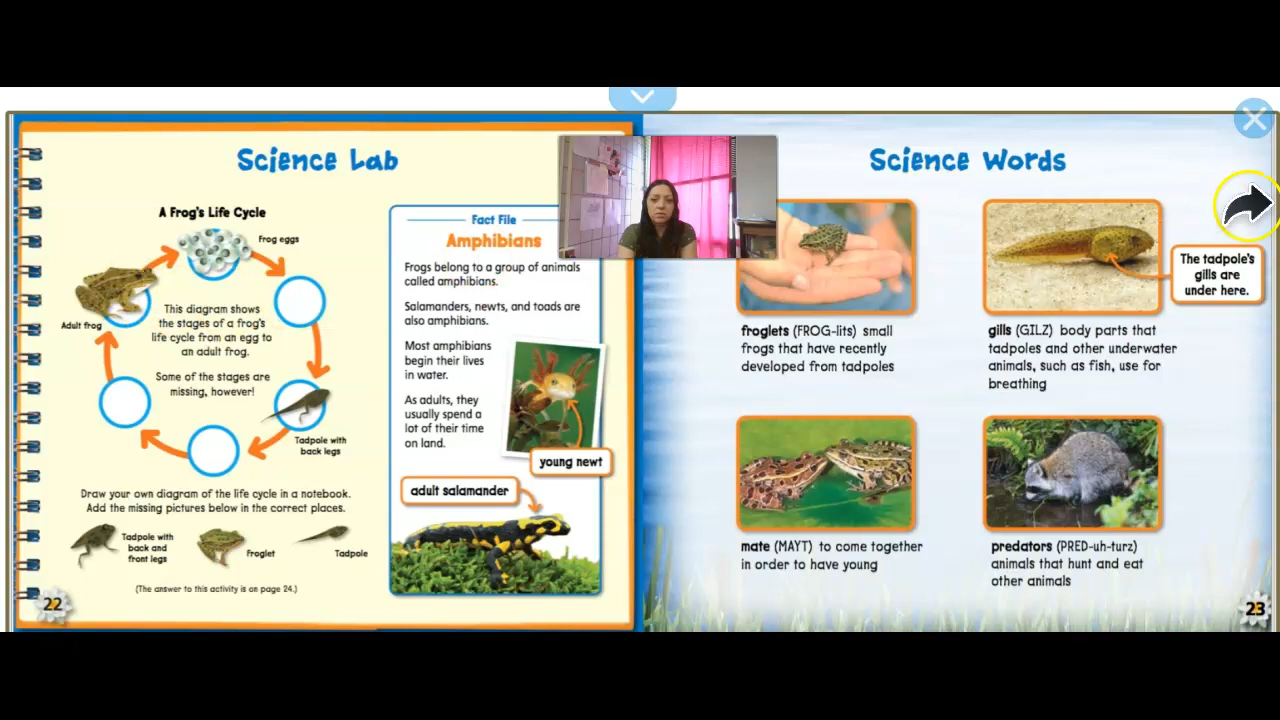 Science Lab
A Frog's Life Cycle
Frog eggs
Adult frog
This diagram shows
the stages of a frog's
life cycle from an egg to
an adult frog.
Some of the stages are
missing, however!
Tadpole with
back legs
Draw your own diagram of the life cycle in a notebook.
Add the missing pictures below in the correct places.
Tadpole with
back and
front legs
Froglet
Tadpole
(The answer to this activity is on page 24.)
22
Fact File
Amphibians
Frogs belong to a group of animals
called amphibians.
Salamanders, newts, and toads are
also amphibians.
Most amphibians
begin their lives
in water.
As adults, they
usually spend a
lot of their time
on land.
young newt
adult salamander
Science Words
froglets (FROG-lits) small
frogs that have recently
developed from tadpoles
The tadpole's
gills are
under here.
gills (GILZ) body parts that
tadpoles and other underwater
animals, such as fish, use for
breathing
mate (MAYT) to come together
in order to have young
predators (PRED-uh-turz)
animals that hunt and eat
other animals
23